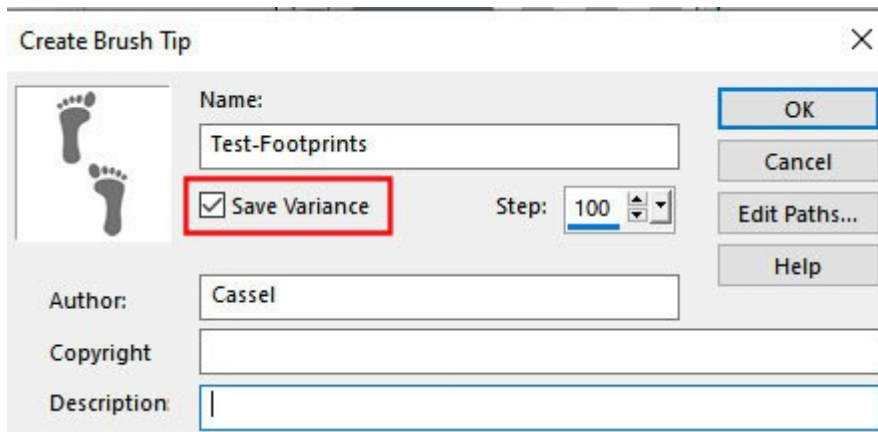 Create Brush Tip
Name:
OK
Test-Footprints
Cancel
Save Variance Step: 100
Edit Paths...
Help
Author: Cassel
Copyright
Description: